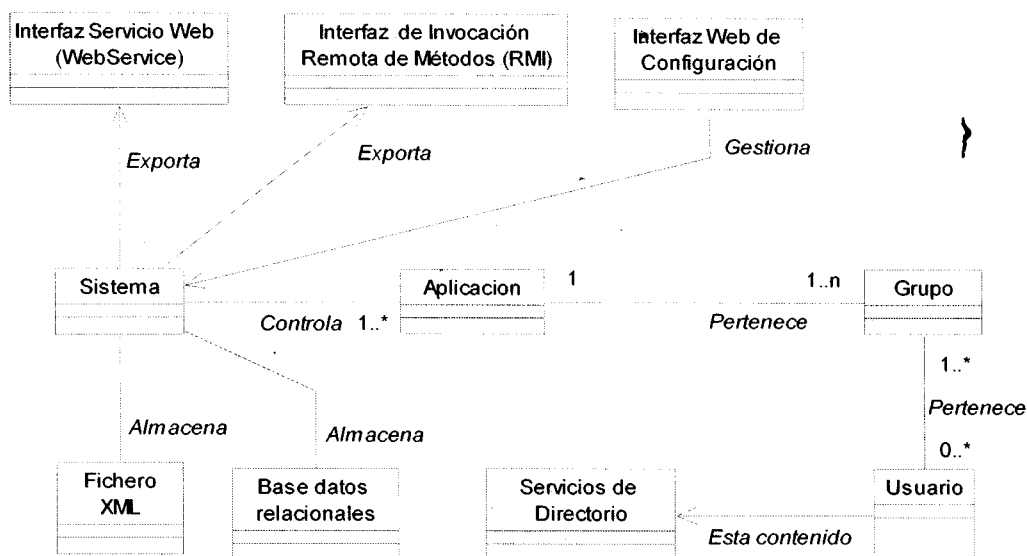 Interfaz Servicio Web
(WebService)
Interfaz de Invocación
Remota de Métodos (RMI)
Interfaz Web de
Configuración
Exporta
Exporta
Gestiona
Sistema
Aplicacion
1
1..n
Grupo
Controla
1..*
Pertenece
1..*
Pertenece
0..*
Almacena
Almacena
Fichero
XML
Base datos
relacionales
Servicios de
Directorio
Usuario
Esta contenido